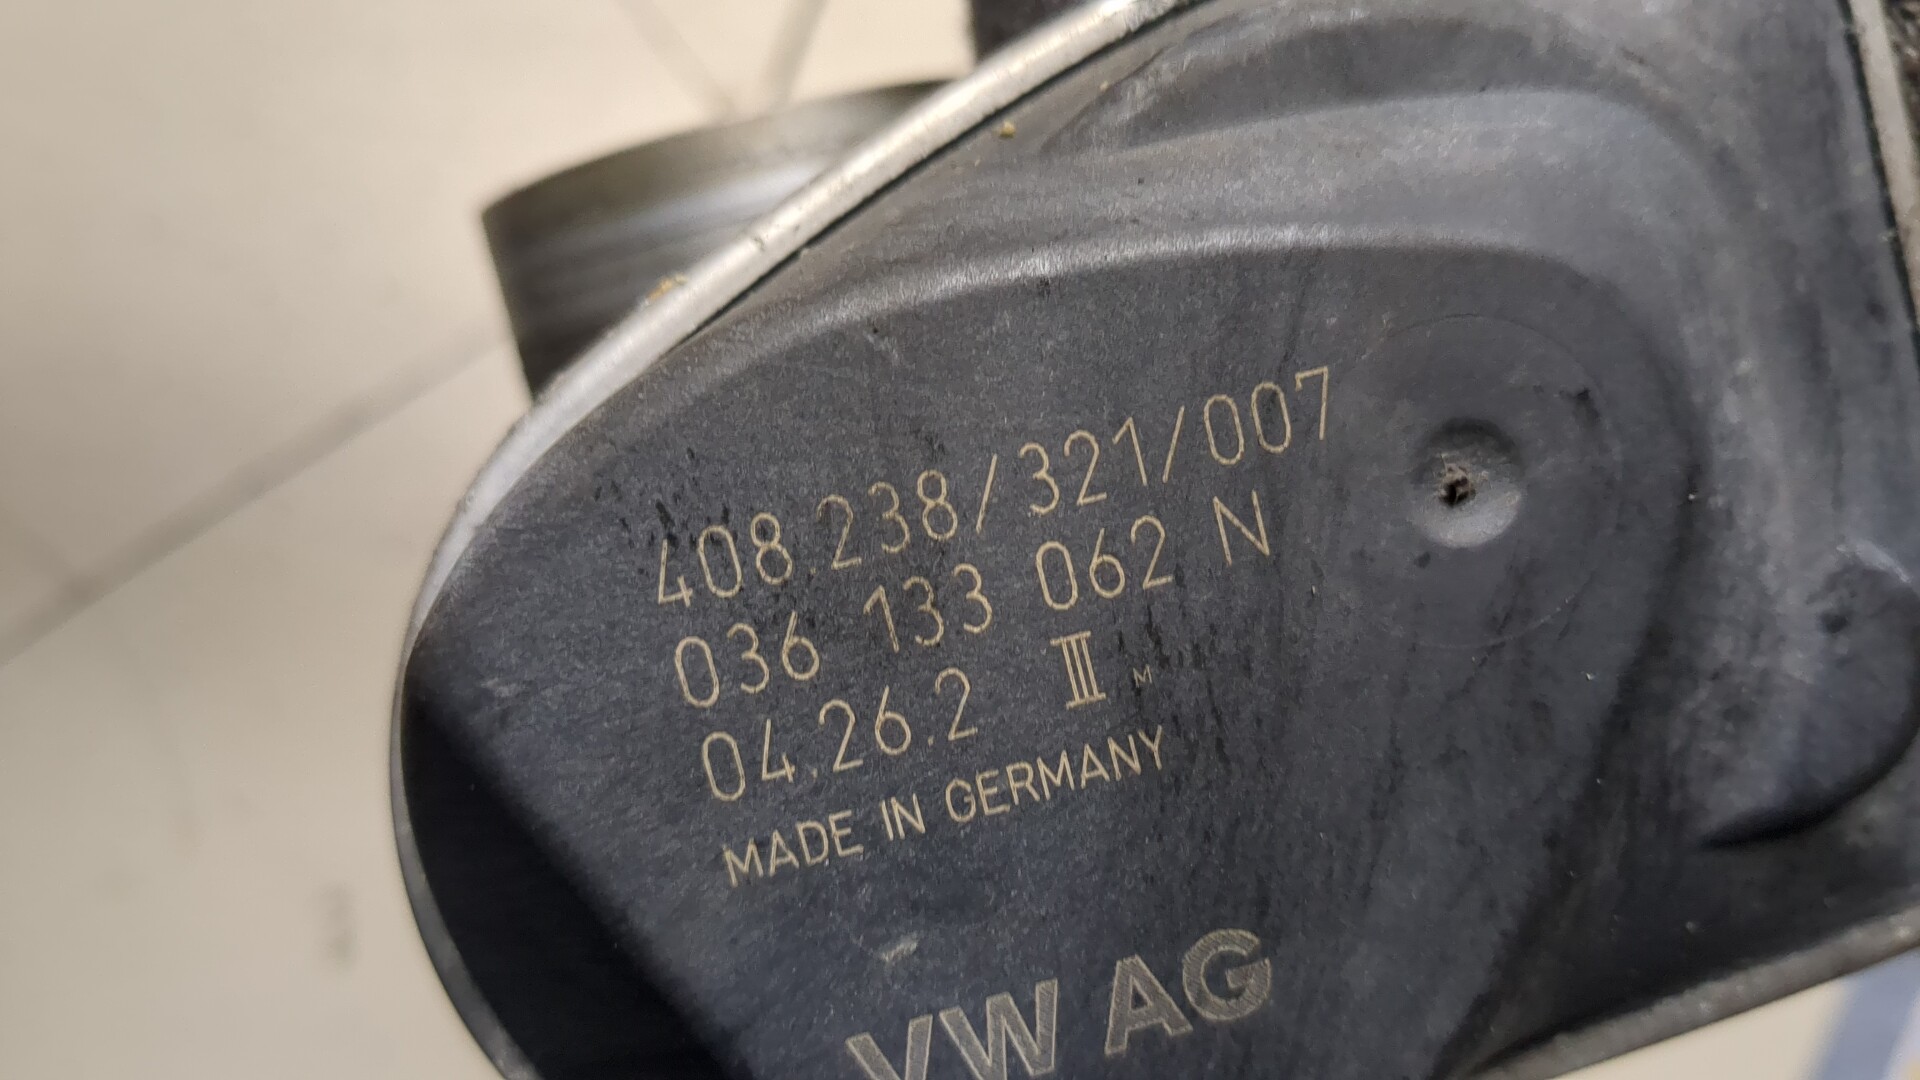 408.238/321/007
036 133 062 N
04.26.2 III M
MADE IN GERMANY
VW AG